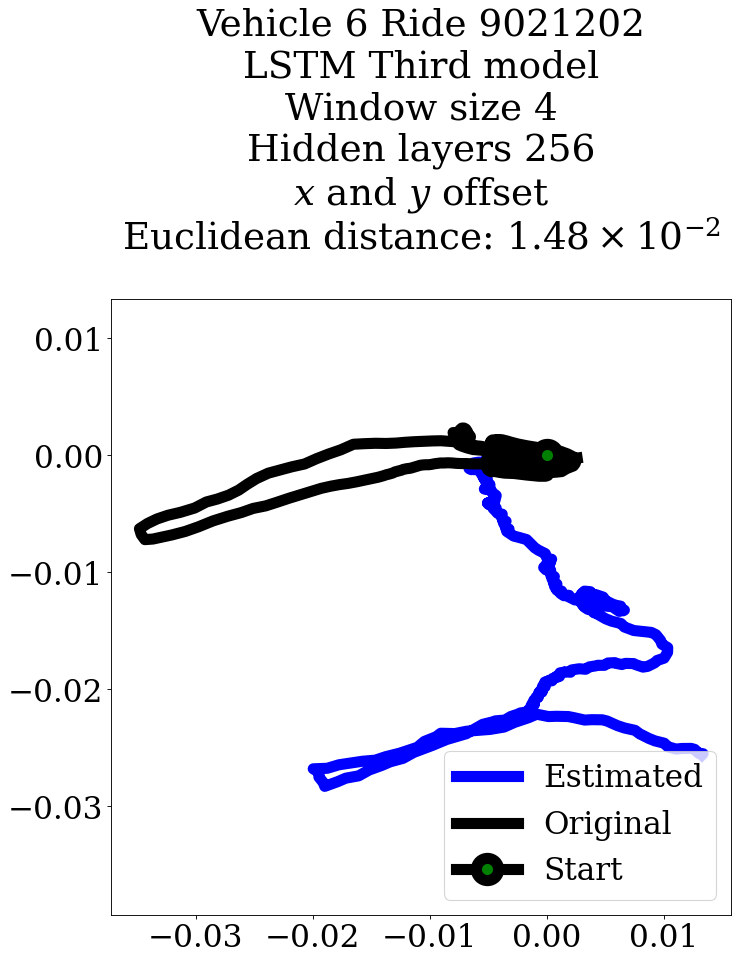 Vehicle 6 Ride 9021202
LSTM Third model
Window size 4
Hidden layers 256
x and y offset
Euclidean distance: 1.48 × 10⁻²
0.01
0.00
−0.01
−0.02
−0.03
Estimated
Original
Start
−0.03 −0.02 −0.01 0.00 0.01